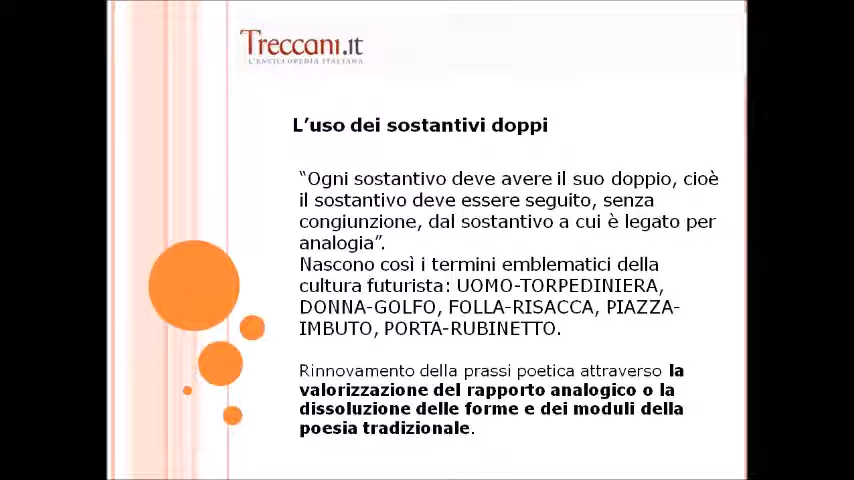 Treccani.it
L'ENCICLOPEDIA ITALIANA
L'uso dei sostantivi doppi
“Ogni sostantivo deve avere il suo doppio, cioè
il sostantivo deve essere seguito, senza
congiunzione, dal sostantivo a cui è legato per
analogia”.
Nascono così i termini emblematici della
cultura futurista: UOMO-TORPEDINIERA,
DONNA-GOLFO, FOLLA-RISACCA, PIAZZA-
IMBUTO, PORTA-RUBINETTO.
Rinnovamento della prassi poetica attraverso la
valorizzazione del rapporto analogico o la
dissoluzione delle forme e dei moduli della
poesia tradizionale.